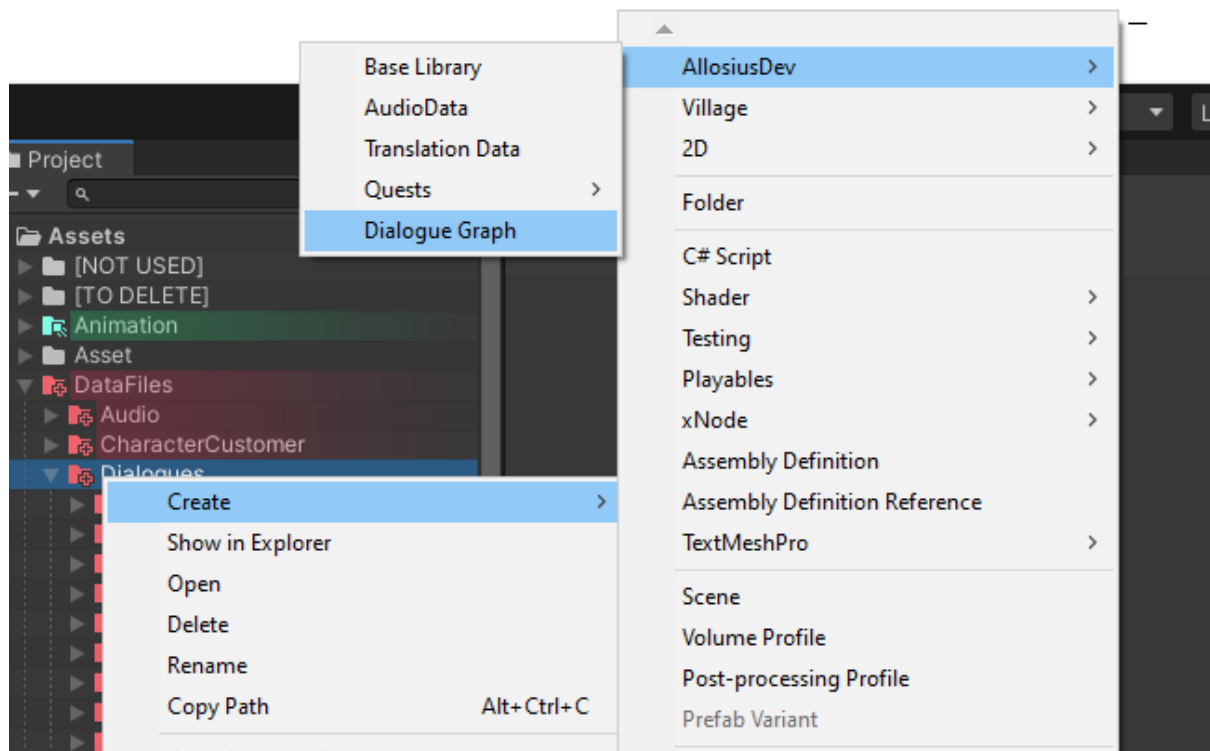 Base Library
AudioData
Translation Data
Quests
Dialogue Graph
AllosiusDev
Village
2D
Folder
C# Script
Shader
Testing
Playables
xNode
Assembly Definition
Assembly Definition Reference
TextMeshPro
Scene
Volume Profile
Post-processing Profile
Prefab Variant
Project
Assets
[NOT USED]
[TO DELETE]
Animation
Asset
DataFiles
Audio
CharacterCustomer
Dialogues
Create
Show in Explorer
Open
Delete
Rename
Copy Path Alt+Ctrl+C